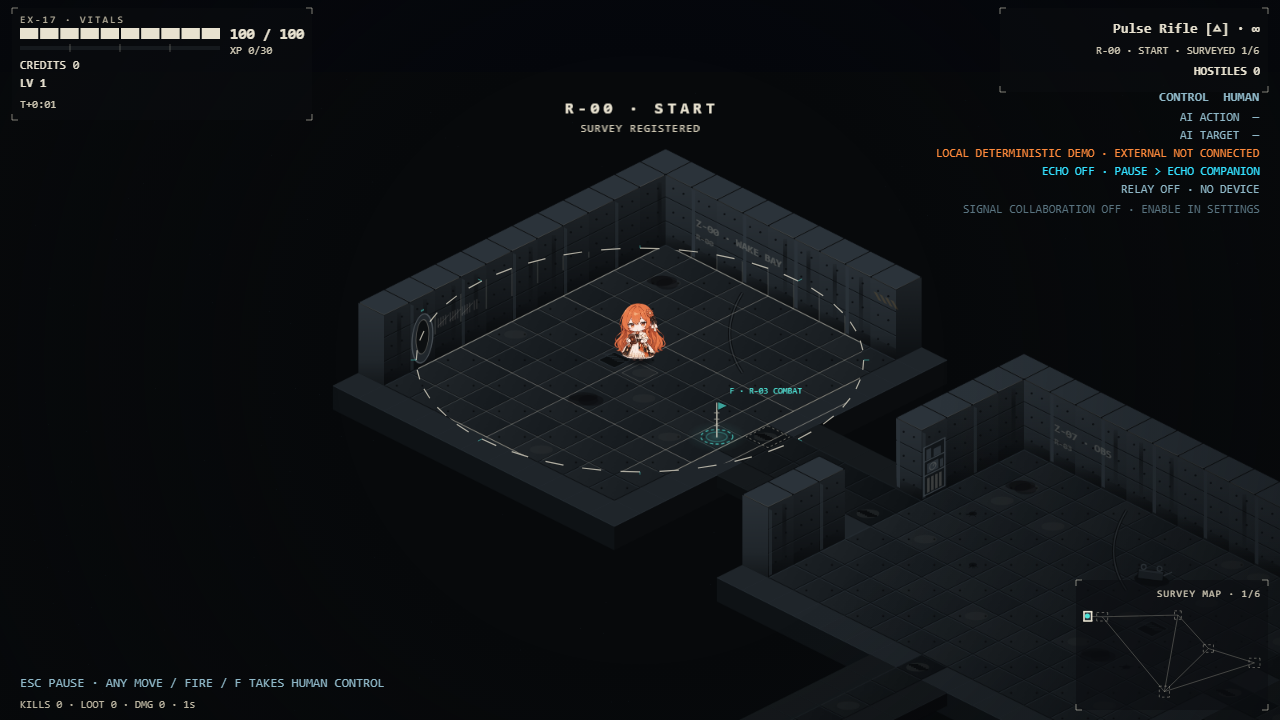 EX-17 · VITALS
100 / 100
XP 0/30
CREDITS 0
LV 1
T+0:01
Pulse Rifle [▲] · ∞
R-00 · START · SURVEYED 1/6
HOSTILES 0
CONTROL HUMAN
AI ACTION —
AI TARGET —
LOCAL DETERMINISTIC DEMO · EXTERNAL NOT CONNECTED
ECHO OFF · PAUSE > ECHO COMPANION
RELAY OFF · NO DEVICE
SIGNAL COLLABORATION OFF · ENABLE IN SETTINGS
R-00 · START
SURVEY REGISTERED
Z-00 · WAKE BAY
R-00
F · R-03 COMBAT
Z-07 · OBS
R-03
SURVEY MAP · 1/6
ESC PAUSE · ANY MOVE / FIRE / F TAKES HUMAN CONTROL
KILLS 0 · LOOT 0 · DMG 0 · 1s